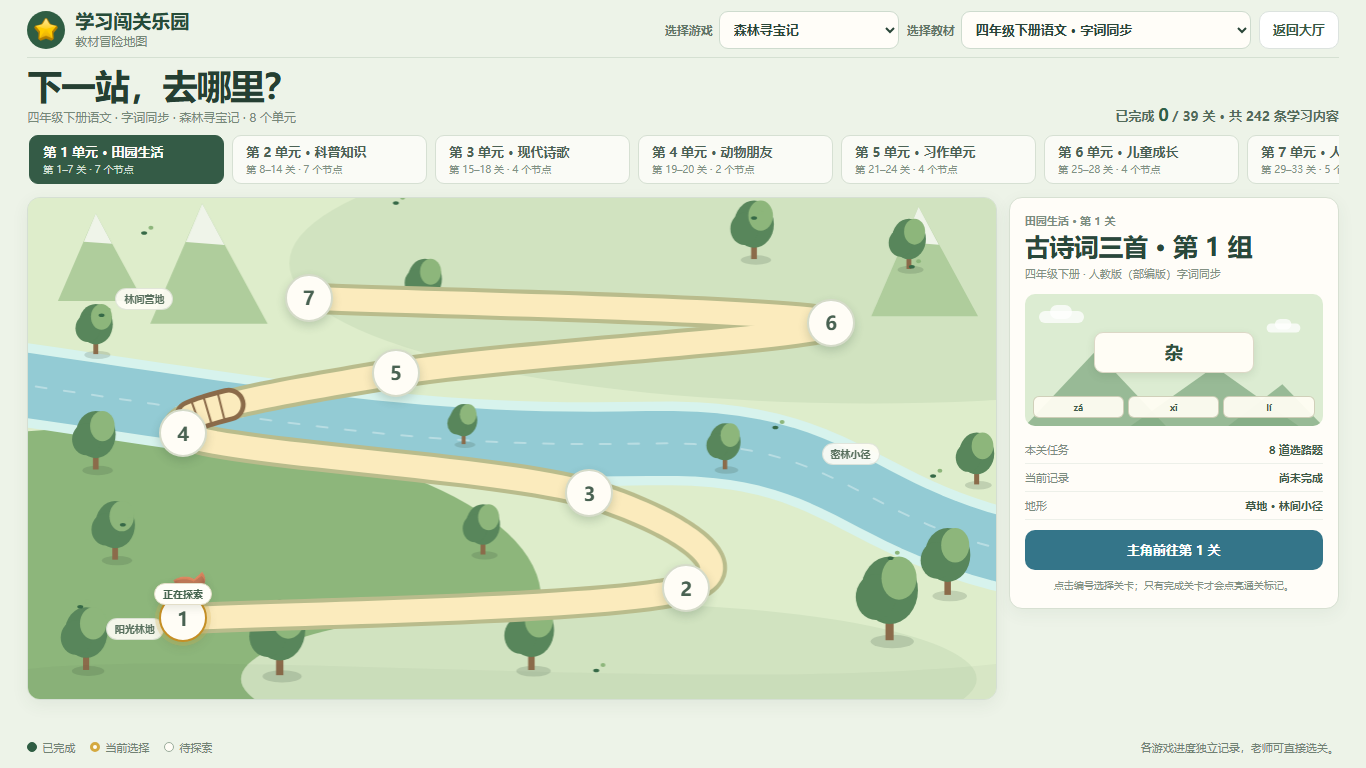 学习闯关乐园
教材冒险地图
选择游戏 森林寻宝记 选择教材 四年级下册语文 • 字词同步 返回大厅
下一站，去哪里？
四年级下册语文 · 字词同步 · 森林寻宝记 · 8 个单元
已完成 0 / 39 关 • 共 242 条学习内容
第 1 单元 • 田园生活
第 1–7 关 · 7 个节点
第 2 单元 • 科普知识
第 8–14 关 · 7 个节点
第 3 单元 • 现代诗歌
第 15–18 关 · 4 个节点
第 4 单元 • 动物朋友
第 19–20 关 · 2 个节点
第 5 单元 • 习作单元
第 21–24 关 · 4 个节点
第 6 单元 • 儿童成长
第 25–28 关 · 4 个节点
第 7 单元 • 人
第 29–33 关 · 5 个
林间营地
7
6
5
4
密林小径
3
2
正在探索
1
阳光林地
田园生活 • 第 1 关
古诗词三首 • 第 1 组
四年级下册 · 人教版（部编版）字词同步
杂
zá xī lí
本关任务 8 道选路题
当前记录 尚未完成
地形 草地 • 林间小径
主角前往第 1 关
点击编号选择关卡；只有完成关卡才会点亮通关标记。
已完成 当前选择 待探索
各游戏进度独立记录，老师可直接选关。